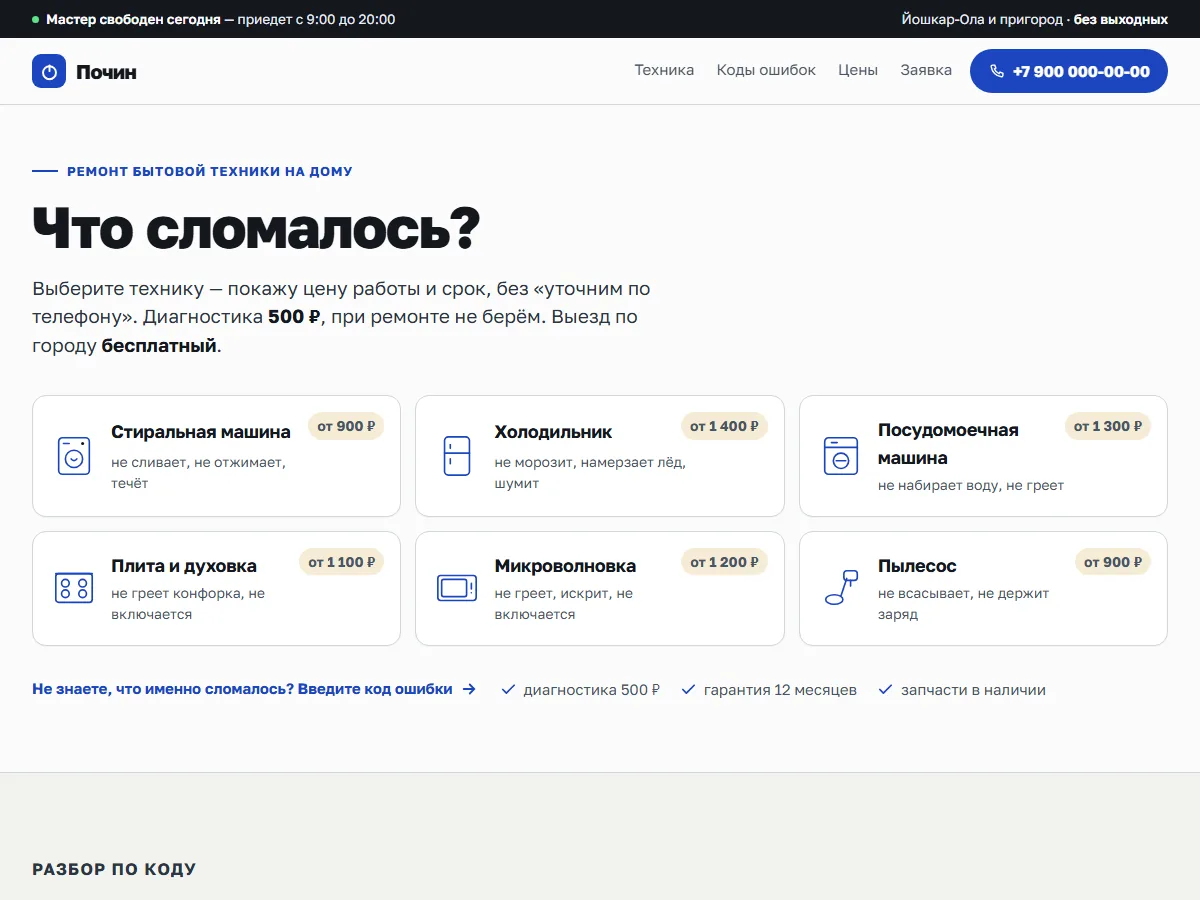 Мастер свободен сегодня — приедет с 9:00 до 20:00
Йошкар-Ола и пригород · без выходных
Почин
Техника
Коды ошибок
Цены
Заявка
+7 900 000-00-00
РЕМОНТ БЫТОВОЙ ТЕХНИКИ НА ДОМУ
Что сломалось?
Выберите технику — покажу цену работы и срок, без «уточним по
телефону». Диагностика 500 ₽, при ремонте не берём. Выезд по
городу бесплатный.
Стиральная машина
от 900 ₽
не сливает, не отжимает,
течёт
Холодильник
от 1 400 ₽
не морозит, намерзает лёд,
шумит
Посудомоечная
машина
от 1 300 ₽
не набирает воду, не греет
Плита и духовка
от 1 100 ₽
не греет конфорка, не
включается
Микроволновка
от 1 200 ₽
не греет, искрит, не
включается
Пылесос
от 900 ₽
не всасывает, не держит
заряд
Не знаете, что именно сломалось? Введите код ошибки →
диагностика 500 ₽
гарантия 12 месяцев
запчасти в наличии
РАЗБОР ПО КОДУ